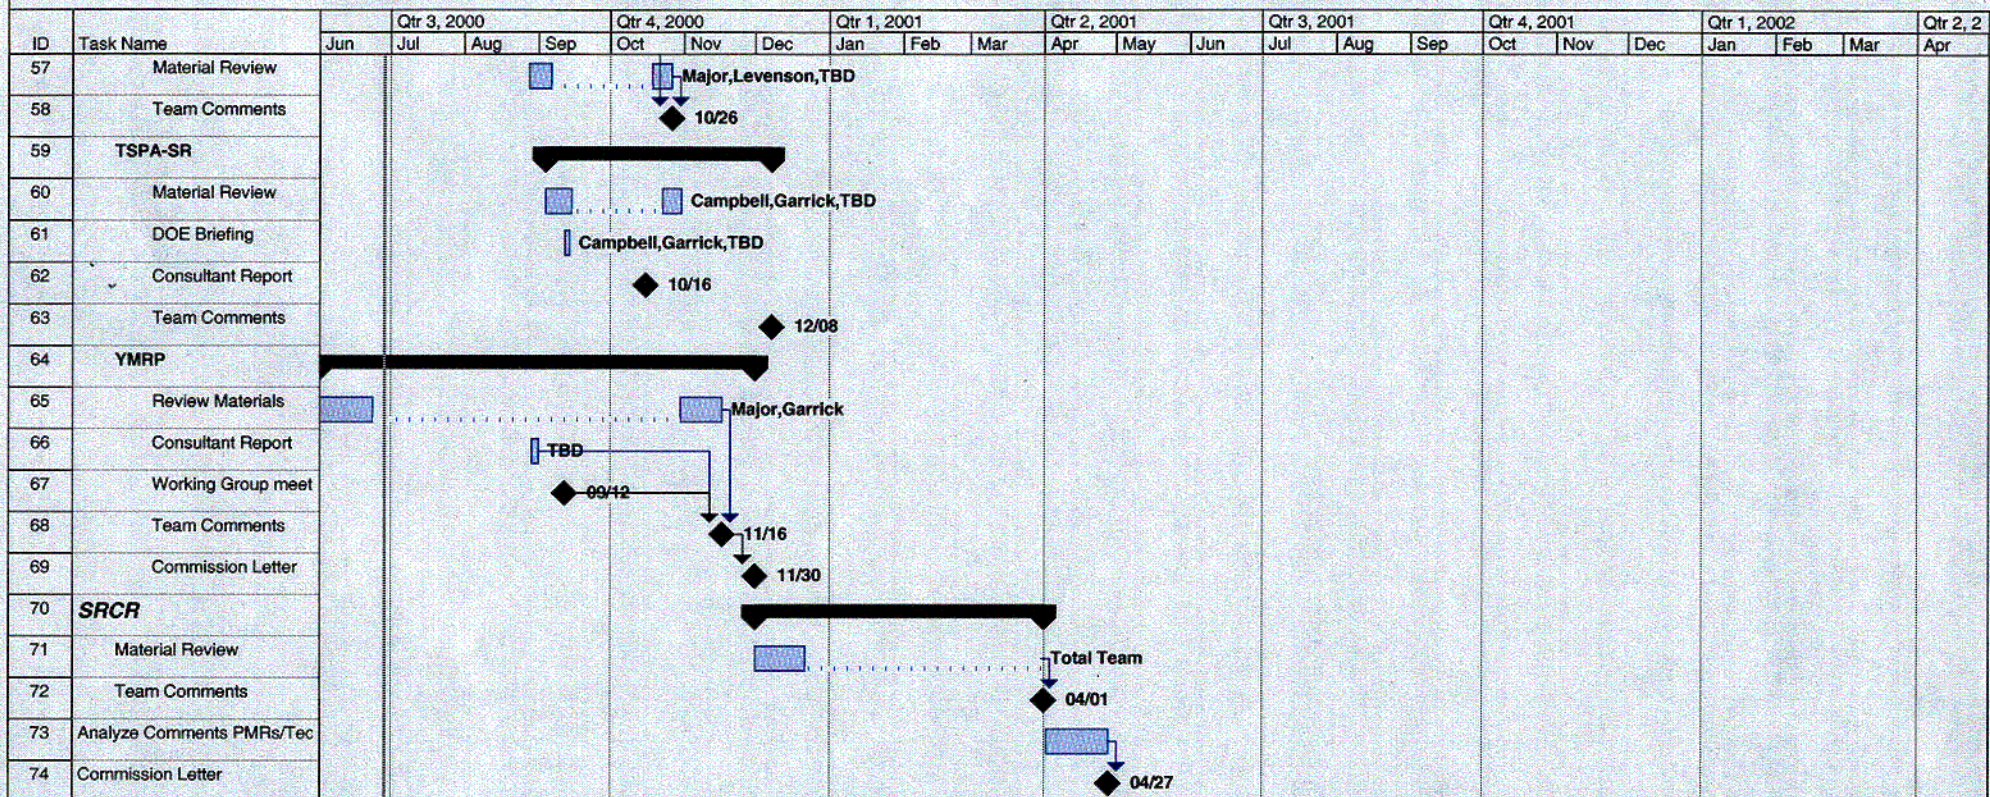 Qtr 3, 2000 Qtr 4, 2000 Qtr 1, 2001 Qtr 2, 2001 Qtr 3, 2001 Qtr 4, 2001 Qtr 1, 2002 Qtr 2, 2
ID Task Name Jun Jul Aug Sep Oct Nov Dec Jan Feb Mar Apr May Jun Jul Aug Sep Oct Nov Dec Jan Feb Mar Apr
57 Material Review Major,Levenson,TBD
58 Team Comments 10/26
59 TSPA-SR
60 Material Review Campbell,Garrick,TBD
61 DOE Briefing Campbell,Garrick,TBD
62 Consultant Report 10/16
63 Team Comments 12/08
64 YMRP
65 Review Materials Major,Garrick
66 Consultant Report TBD
67 Working Group meet 09/12
68 Team Comments 11/16
69 Commission Letter 11/30
70 SRCR
71 Material Review Total Team
72 Team Comments 04/01
73 Analyze Comments PMRs/Tec
74 Commission Letter 04/27